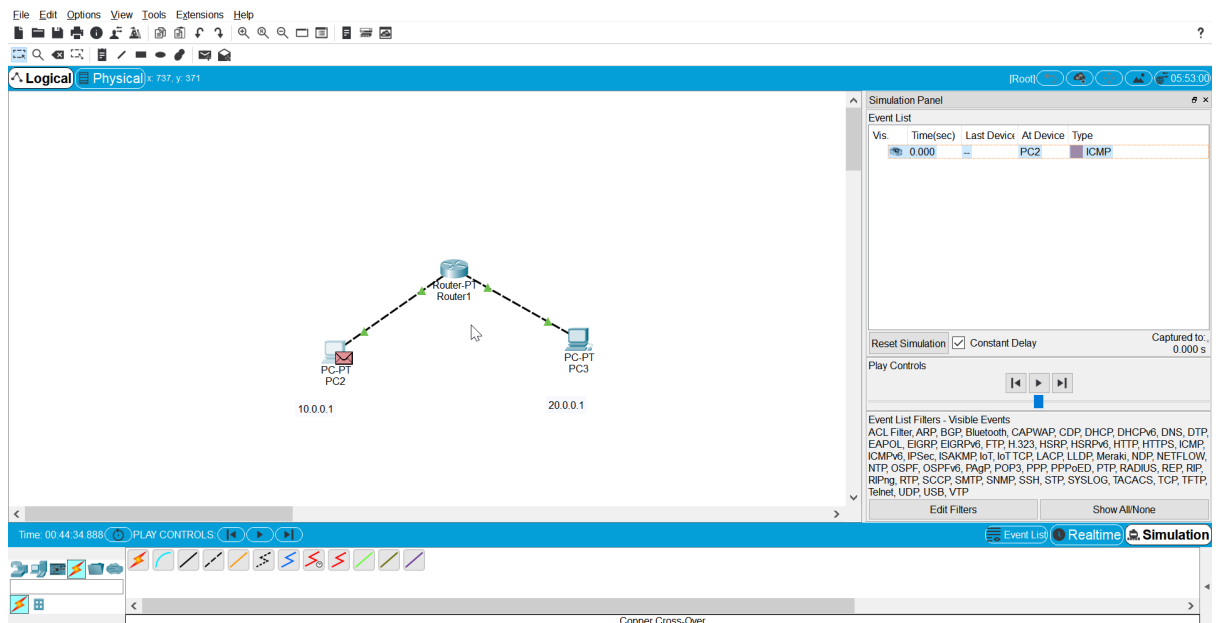 File Edit Options View Tools Extensions Help
?
Logical Physical x: 737, y: 371 [Root] 05:53:00
Simulation Panel
Event List
Vis. Time(sec) Last Device At Device Type
0.000 -- PC2 ICMP
Router-PT
Router1
PC-PT
PC2
PC-PT
PC3
10.0.0.1
20.0.0.1
Reset Simulation Constant Delay Captured to:
0.000 s
Play Controls
Event List Filters - Visible Events
ACL Filter, ARP, BGP, Bluetooth, CAPWAP, CDP, DHCP, DHCPv6, DNS, DTP,
EAPOL, EIGRP, EIGRPv6, FTP, H.323, HSRP, HSRPv6, HTTP, HTTPS, ICMP,
ICMPv6, IPSec, ISAKMP, IoT, IoT TCP, LACP, LLDP, Meraki, NDP, NETFLOW,
NTP, OSPF, OSPFv6, PAgP, POP3, PPP, PPPoED, PTP, RADIUS, REP, RIP,
RIPng, RTP, SCCP, SMTP, SNMP, SSH, STP, SYSLOG, TACACS, TCP, TFTP,
Telnet, UDP, USB, VTP
Edit Filters Show All/None
Time: 00:44:34.888 PLAY CONTROLS: Event List Realtime Simulation
Copper Cross-Over